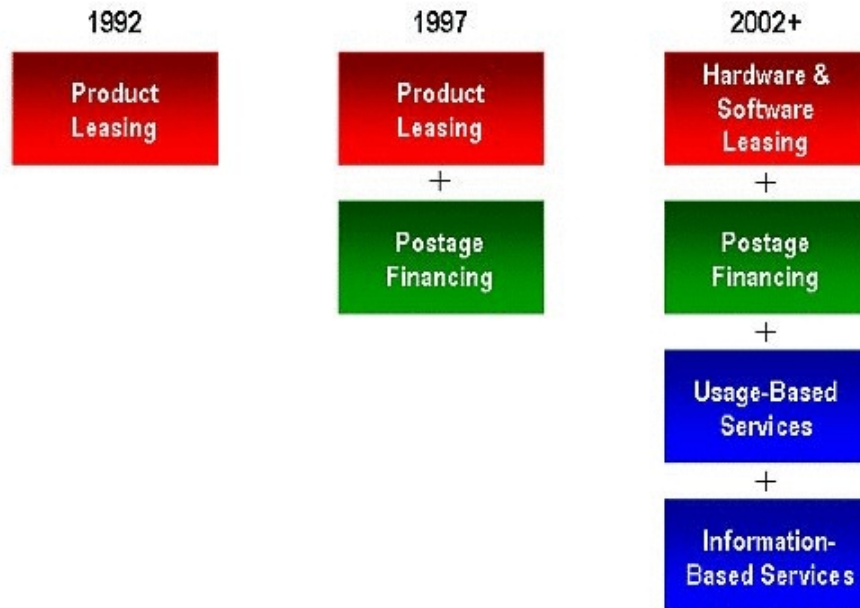 1992
Product
Leasing
1997
Product
Leasing
+
Postage
Financing
2002+
Hardware &
Software
Leasing
+
Postage
Financing
+
Usage-Based
Services
+
Information-
Based Services